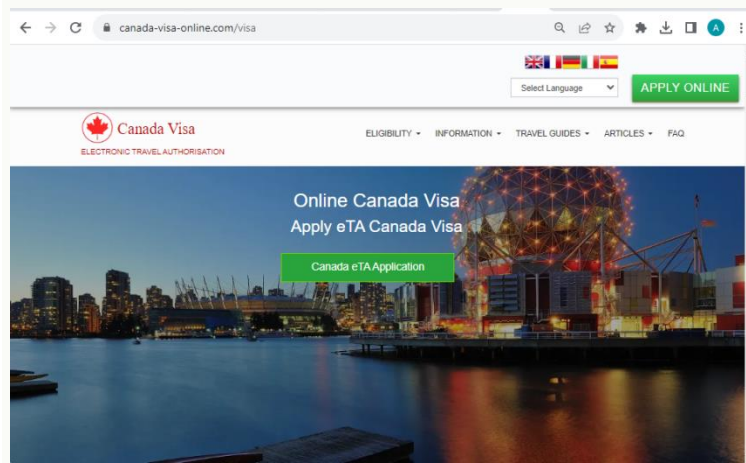 canada-visa-online.com/visa
A
Select Language
APPLY ONLINE
Canada Visa
ELECTRONIC TRAVEL AUTHORISATION
ELIGIBILITY
INFORMATION
TRAVEL GUIDES
ARTICLES
FAQ
Online Canada Visa
Apply eTA Canada Visa
Canada eTA Application